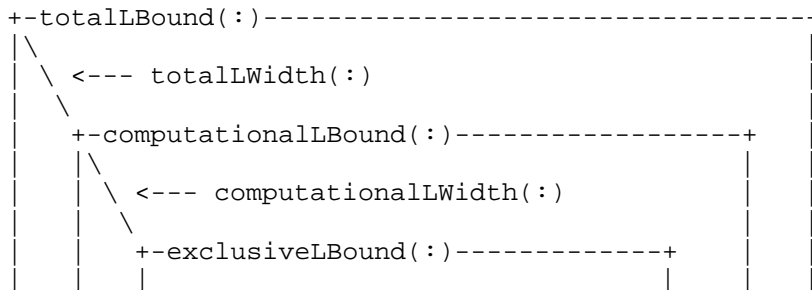 +-totalLBound(:)----------------------------------
|\                                               |
| \ <--- totalLWidth(:)                          |
|  \                                             |
|   +-computationalLBound(:)------------------+   |
|   |\                                        |   |
|   | \ <--- computationalLWidth(:)           |   |
|   |  \                                      |   |
|   |   +-exclusiveLBound(:)-------------+    |   |
|   |   |                                |    |   |